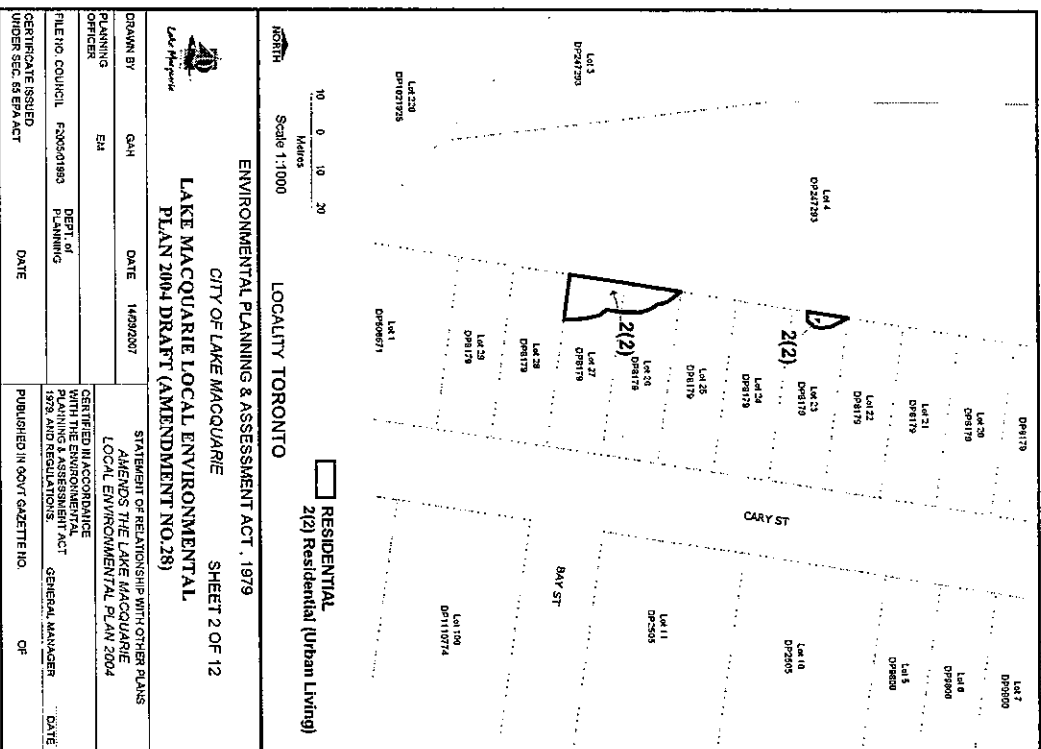 DP8179
Lot 20
DP8179
Lot 21
DP8179
Lot 22
DP8179
Lot 23
DP8179
Lot 24
DP8179
Lot 25
DP8179
Lot 26
DP8179
Lot 27
DP8179
Lot 28
DP8179
Lot 29
DP8179
Lot 1
DP608671
Lot 3
DP247293
Lot 4
DP247293
Lot 220
DP1021925
2(2)
2(2)
CARY ST
BAY ST
Lot 7
DP9800
Lot 6
DP9800
Lot 5
DP9800
Lot 10
DP2505
Lot 11
DP2505
Lot 100
DP1110774
NORTH
10 0 10 20
Metres
Scale 1:1000
LOCALITY TORONTO
RESIDENTIAL
2(2) Residential (Urban Living)
ENVIRONMENTAL PLANNING & ASSESSMENT ACT, 1979
Lake Macquarie
CITY OF LAKE MACQUARIE
SHEET 2 OF 12
LAKE MACQUARIE LOCAL ENVIRONMENTAL
PLAN 2004 DRAFT (AMENDMENT NO.28)
DRAWN BY GAH DATE 14/09/2007
PLANNING
OFFICER EM
FILE NO. COUNCIL F2005/01993 DEPT. of
PLANNING
CERTIFICATE ISSUED
UNDER SEC. 65 EPA ACT DATE
STATEMENT OF RELATIONSHIP WITH OTHER PLANS
AMENDS THE LAKE MACQUARIE
LOCAL ENVIRONMENTAL PLAN 2004
CERTIFIED IN ACCORDANCE
WITH THE ENVIRONMENTAL
PLANNING & ASSESSMENT ACT
1979, AND REGULATIONS. GENERAL MANAGER DATE
PUBLISHED IN GOVT GAZETTE NO. OF